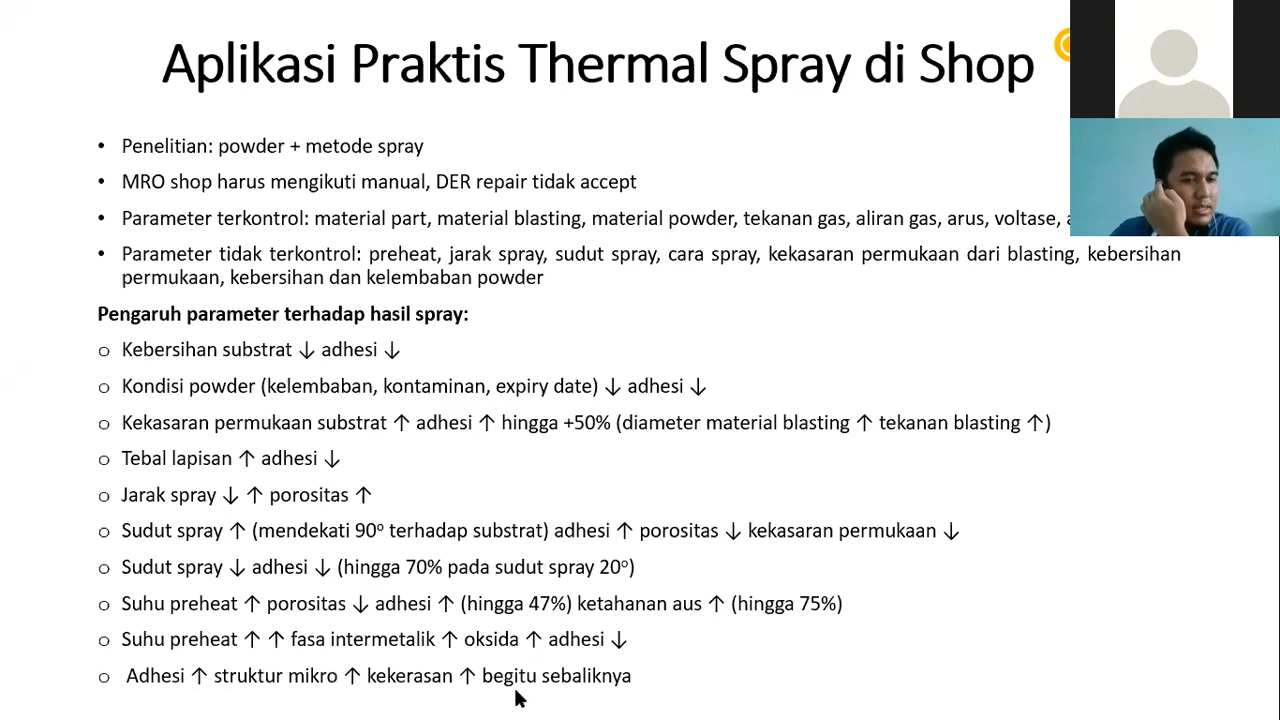 Aplikasi Praktis Thermal Spray di Shop
• Penelitian: powder + metode spray
• MRO shop harus mengikuti manual, DER repair tidak accept
• Parameter terkontrol: material part, material blasting, material powder, tekanan gas, aliran gas, arus, voltase,
• Parameter tidak terkontrol: preheat, jarak spray, sudut spray, cara spray, kekasaran permukaan dari blasting, kebersihan
permukaan, kebersihan dan kelembaban powder
Pengaruh parameter terhadap hasil spray:
o Kebersihan substrat ↓ adhesi ↓
o Kondisi powder (kelembaban, kontaminan, expiry date) ↓ adhesi ↓
o Kekasaran permukaan substrat ↑ adhesi ↑ hingga +50% (diameter material blasting ↑ tekanan blasting ↑)
o Tebal lapisan ↑ adhesi ↓
o Jarak spray ↓ ↑ porositas ↑
o Sudut spray ↑ (mendekati 90° terhadap substrat) adhesi ↑ porositas ↓ kekasaran permukaan ↓
o Sudut spray ↓ adhesi ↓ (hingga 70% pada sudut spray 20°)
o Suhu preheat ↑ porositas ↓ adhesi ↑ (hingga 47%) ketahanan aus ↑ (hingga 75%)
o Suhu preheat ↑ ↑ fasa intermetalik ↑ oksida ↑ adhesi ↓
o Adhesi ↑ struktur mikro ↑ kekerasan ↑ begitu sebaliknya